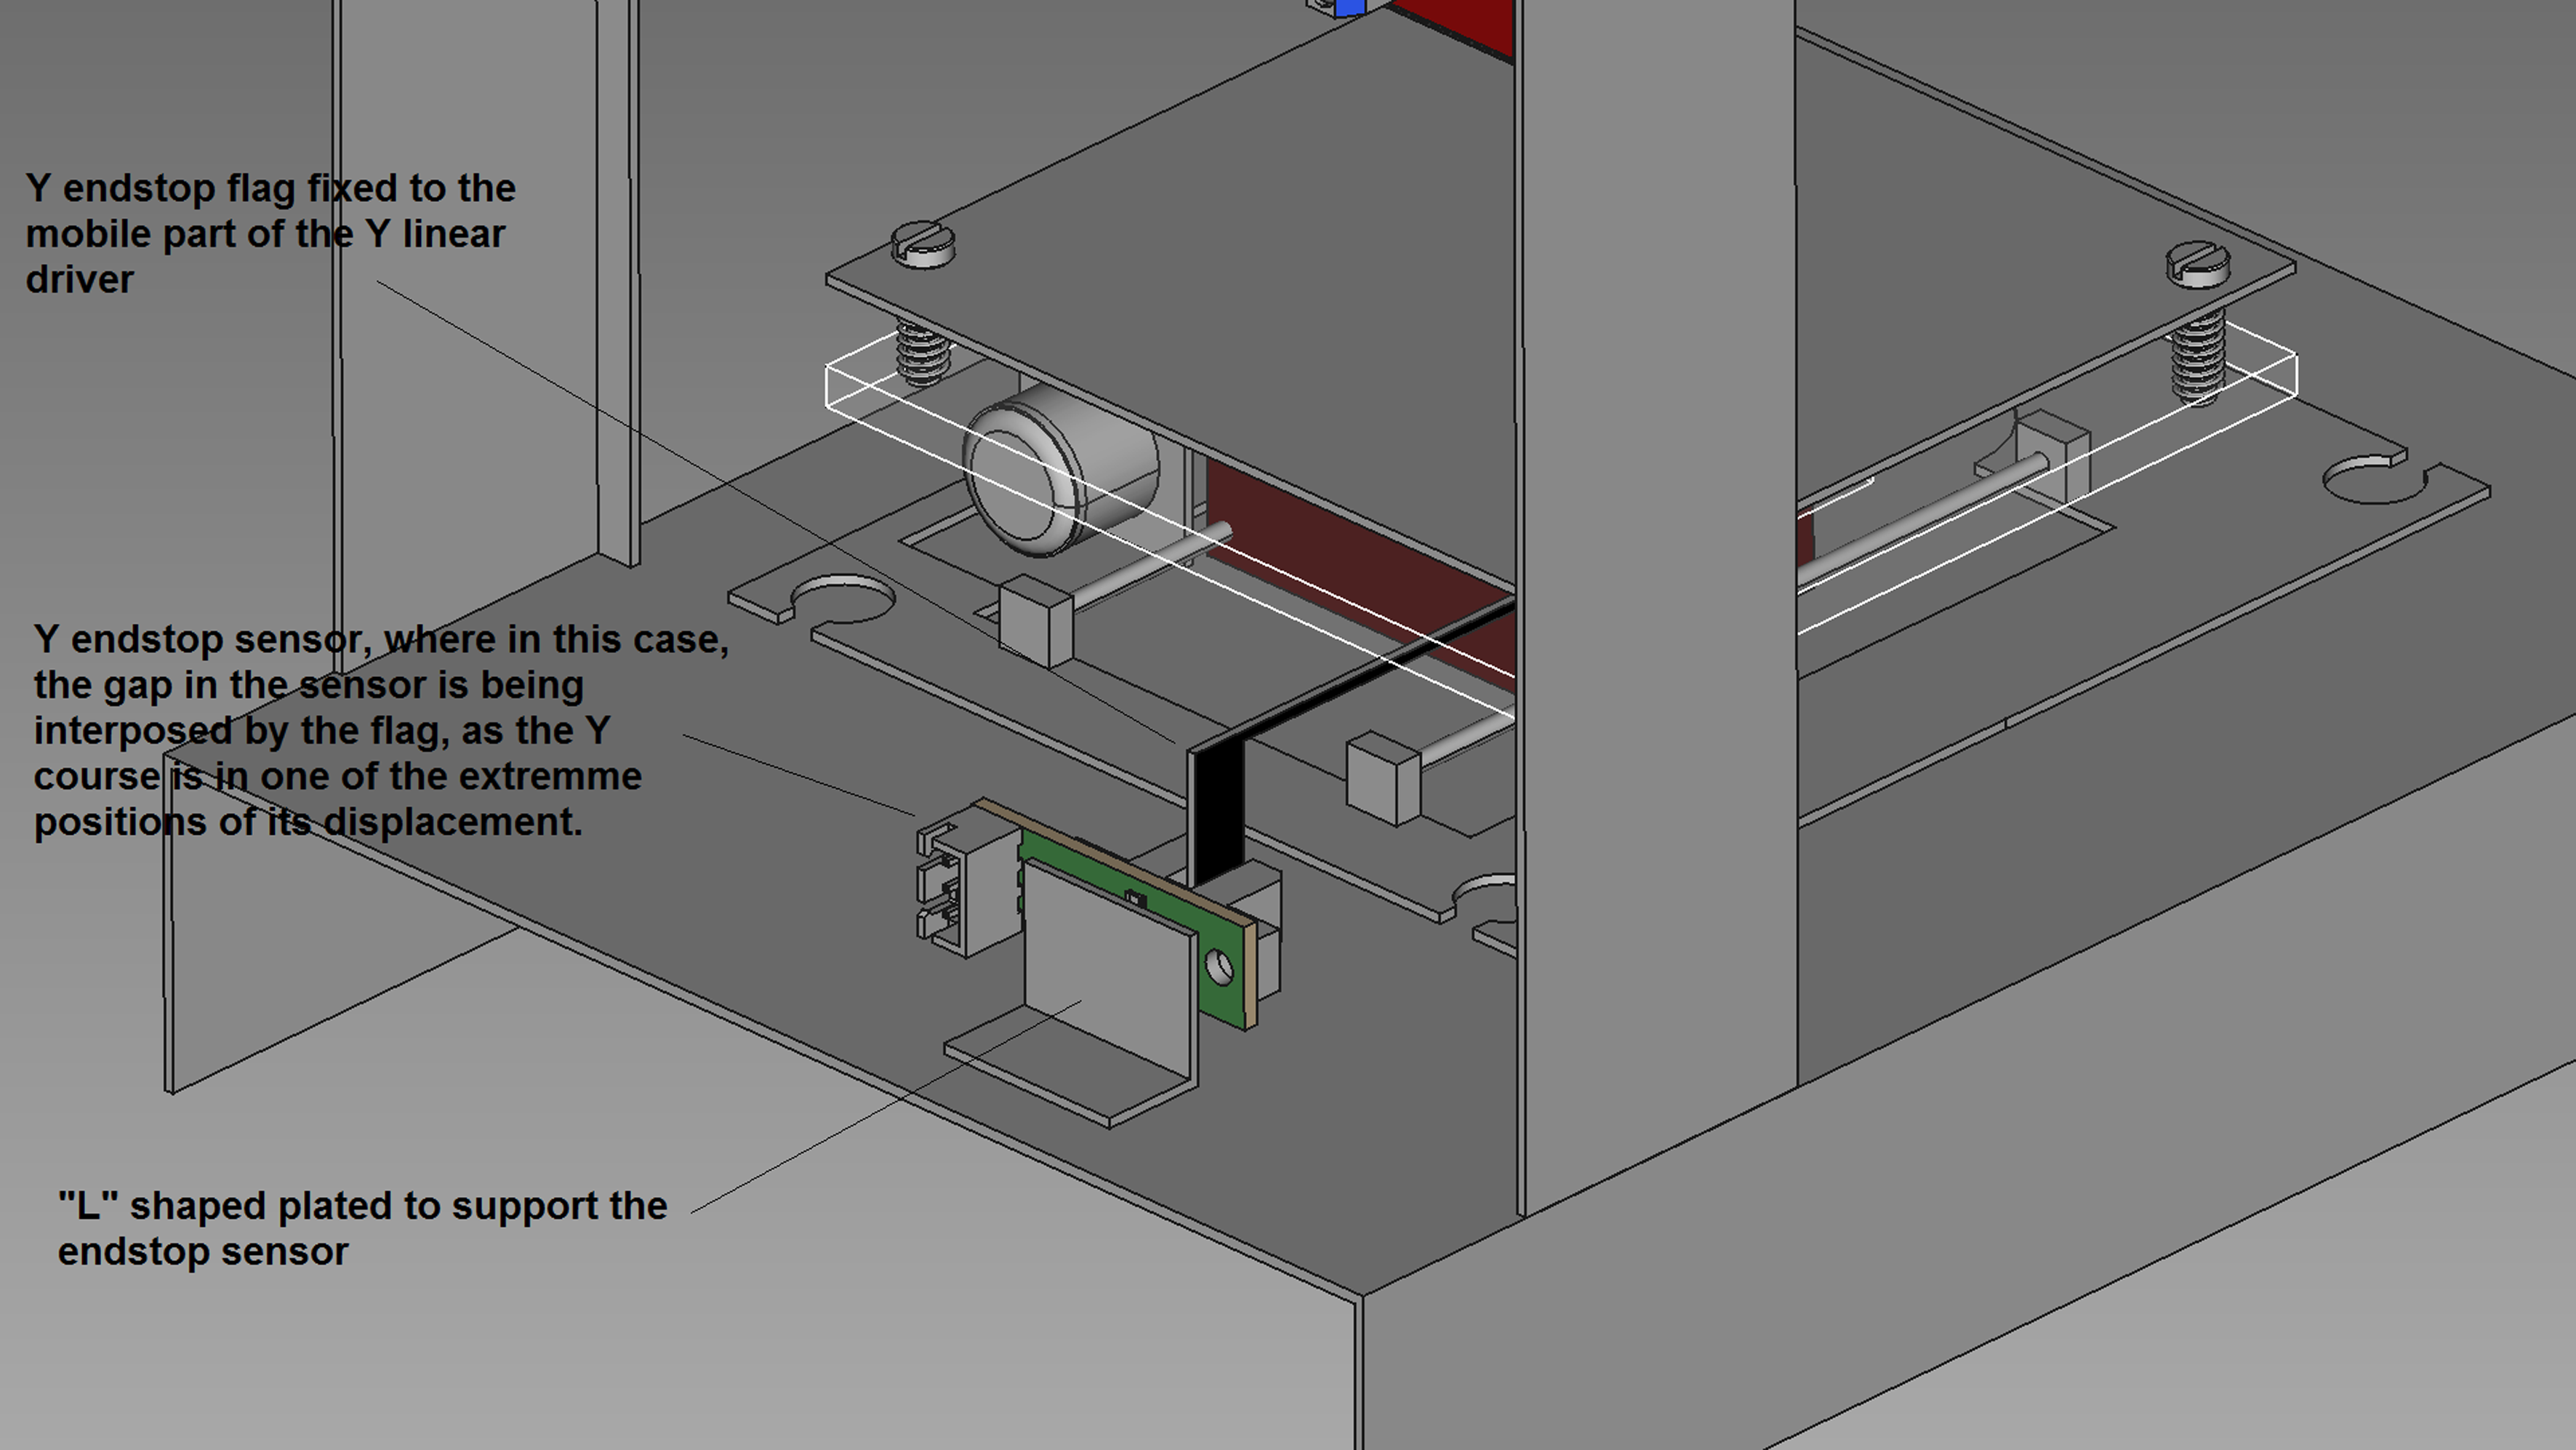 Y endstop flag fixed to the
mobile part of the Y linear
driver
Y endstop sensor, where in this case,
the gap in the sensor is being
interposed by the flag, as the Y
course is in one of the extremme
positions of its displacement.
"L" shaped plated to support the
endstop sensor